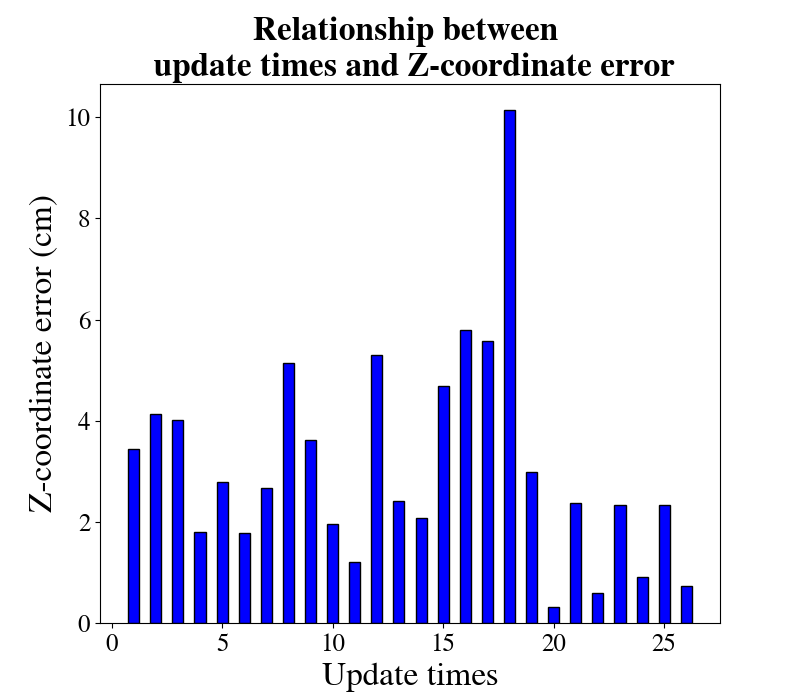 Relationship between
update times and Z-coordinate error
Z-coordinate error (cm)
10
8
6
4
2
0
0 5 10 15 20 25
Update times